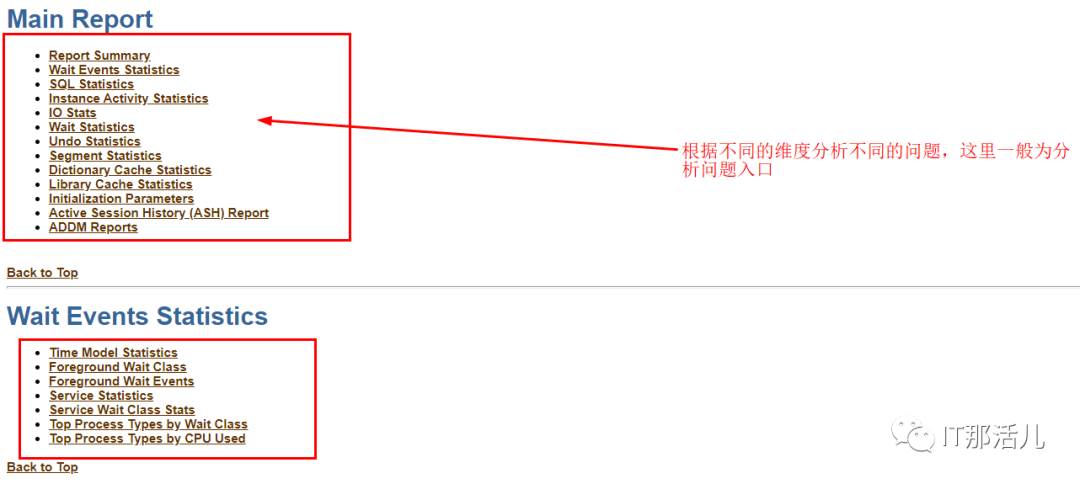 Main Report
Report Summary
Wait Events Statistics
SQL Statistics
Instance Activity Statistics
IO Stats
Wait Statistics
Undo Statistics
Segment Statistics
Dictionary Cache Statistics
Library Cache Statistics
Initialization Parameters
Active Session History (ASH) Report
ADDM Reports
根据不同的维度分析不同的问题，这里一般为分
析问题入口
Back to Top
Wait Events Statistics
Time Model Statistics
Foreground Wait Class
Foreground Wait Events
Service Statistics
Service Wait Class Stats
Top Process Types by Wait Class
Top Process Types by CPU Used
Back to Top
IT那活儿